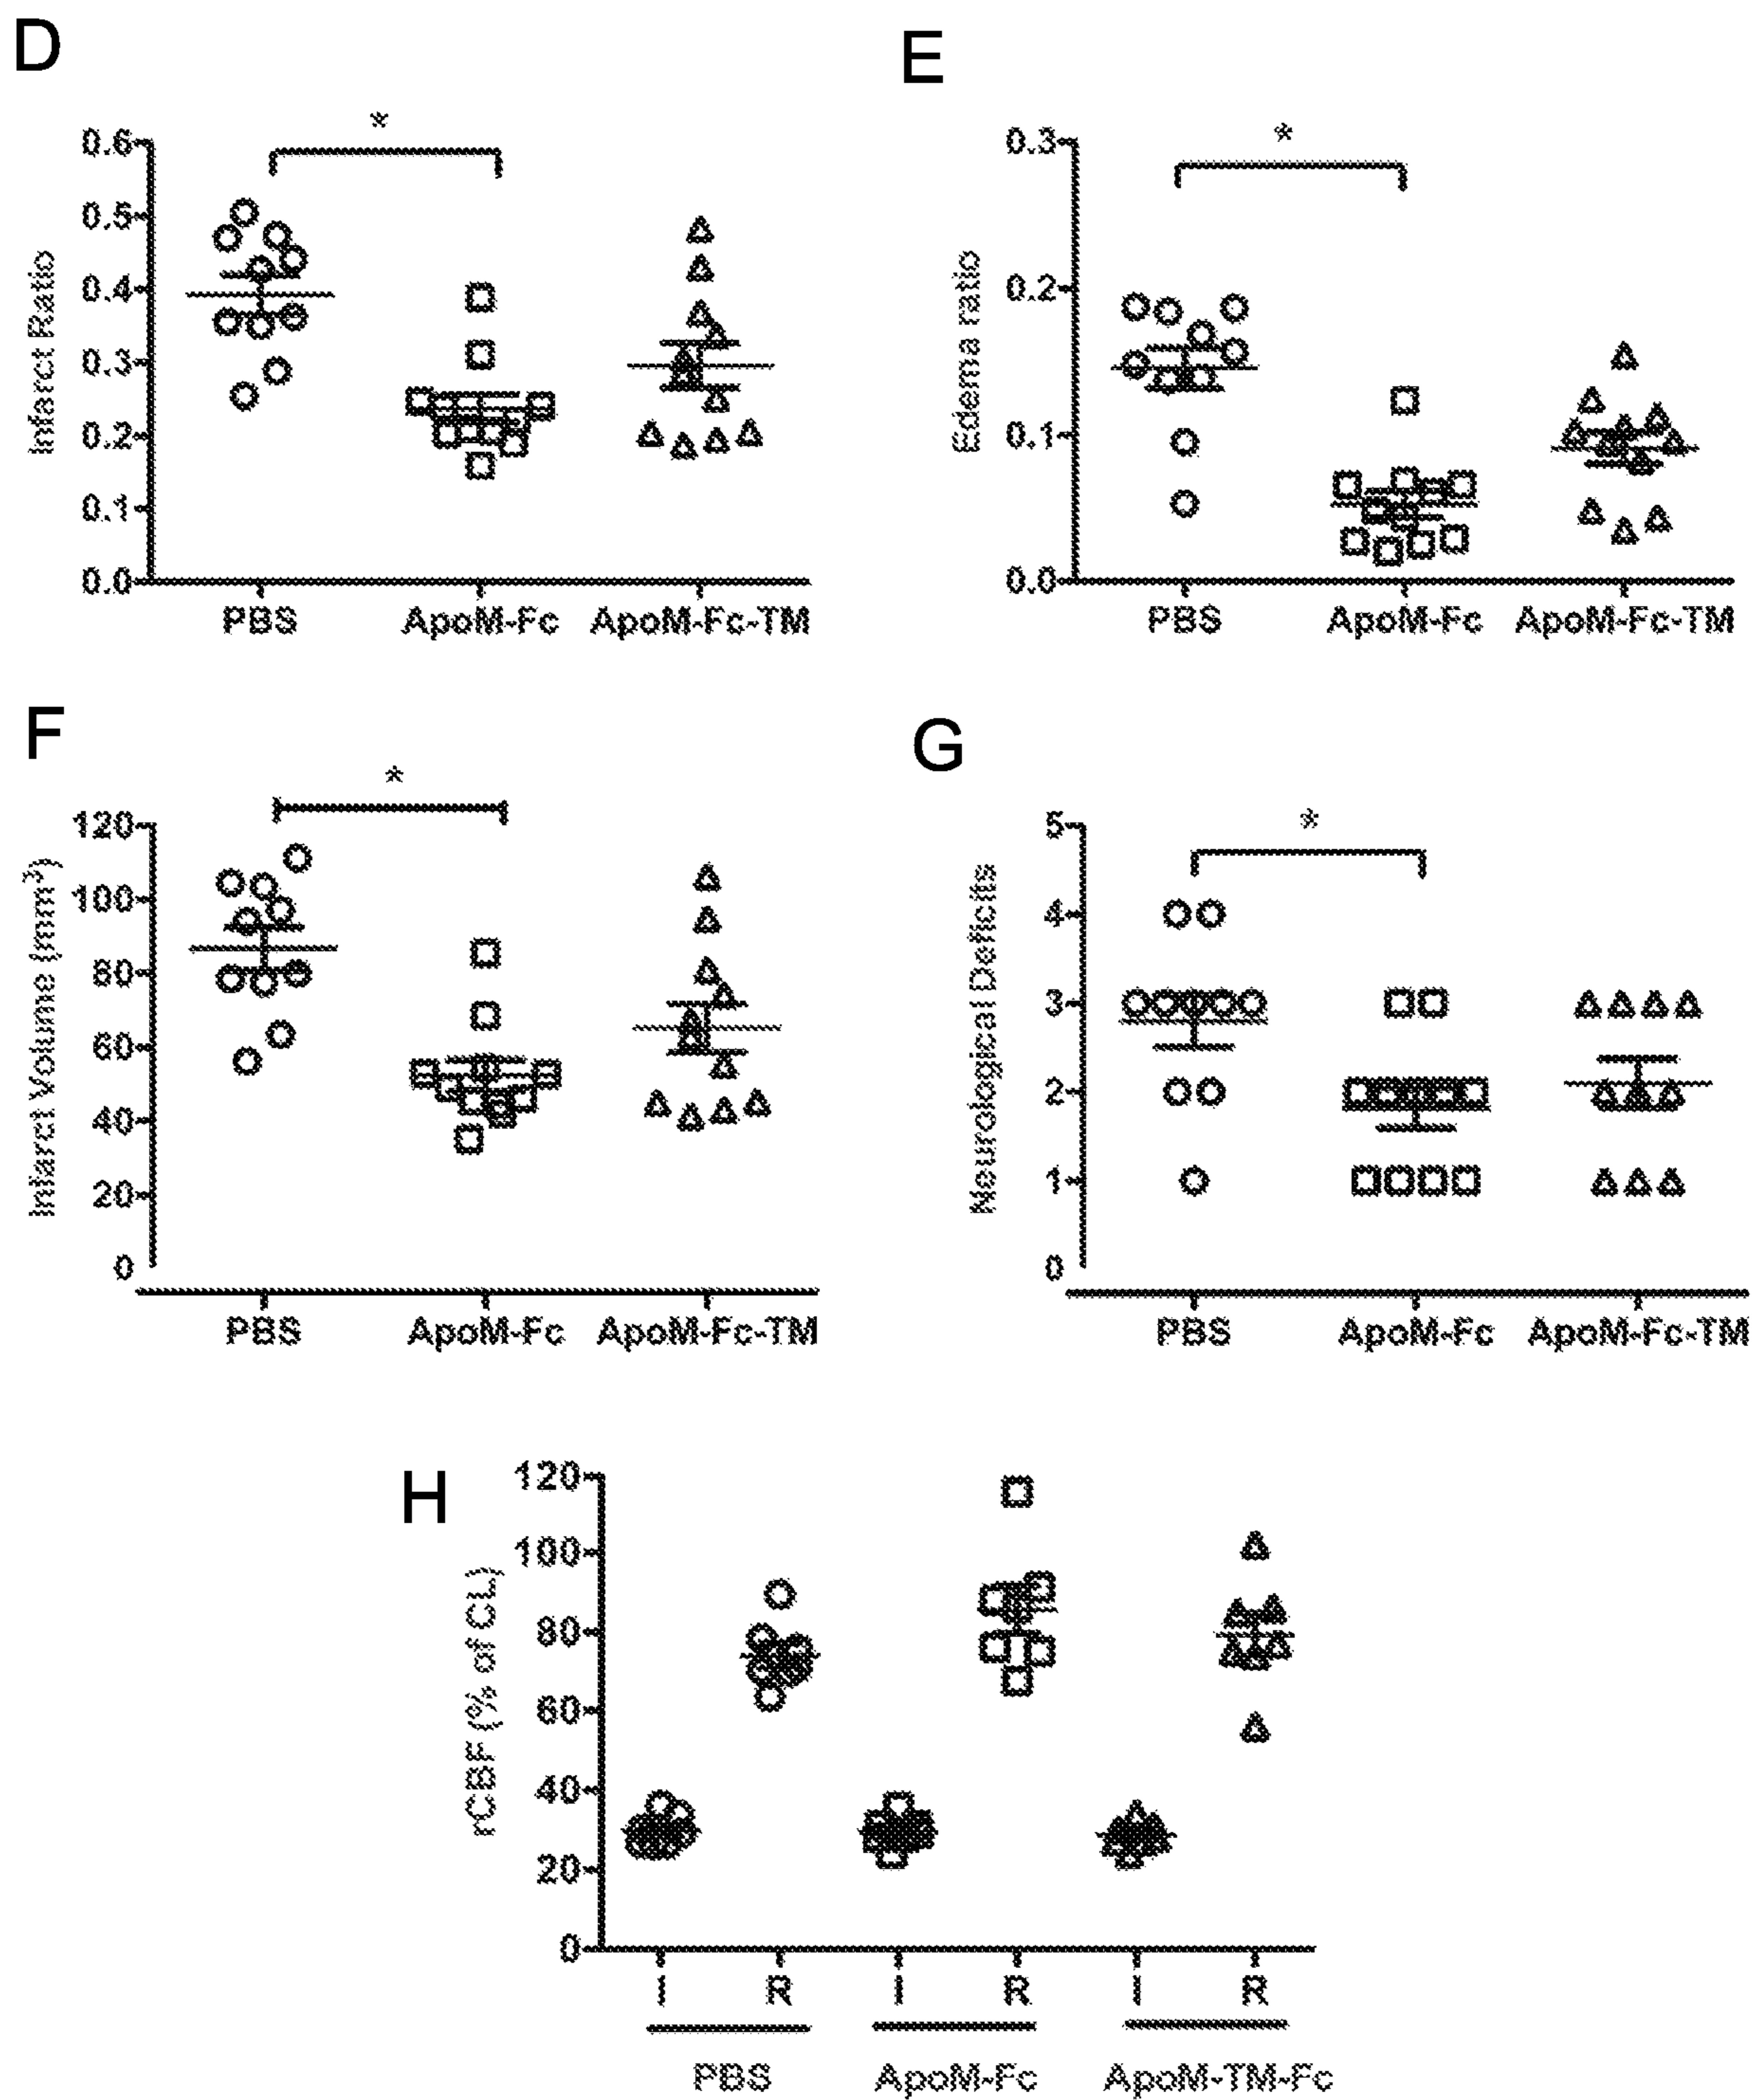 D
*
0.6
0.5
0.4
0.3
0.2
0.1
0.0
Infarct Ratio
PBS ApoM-Fc ApoM-Fc-TM
E
*
0.3
0.2
0.1
0.0
Edema ratio
PBS ApoM-Fc ApoM-Fc-TM
F
*
120
100
80
60
40
20
0
Infarct Volume (mm³)
PBS ApoM-Fc ApoM-Fc-TM
G
*
5
4
3
2
1
0
Neurological Deficits
PBS ApoM-Fc ApoM-Fc-TM
H
120
100
80
60
40
20
0
rCBF (% of CL)
I R I R I R
PBS ApoM-Fc ApoM-TM-Fc